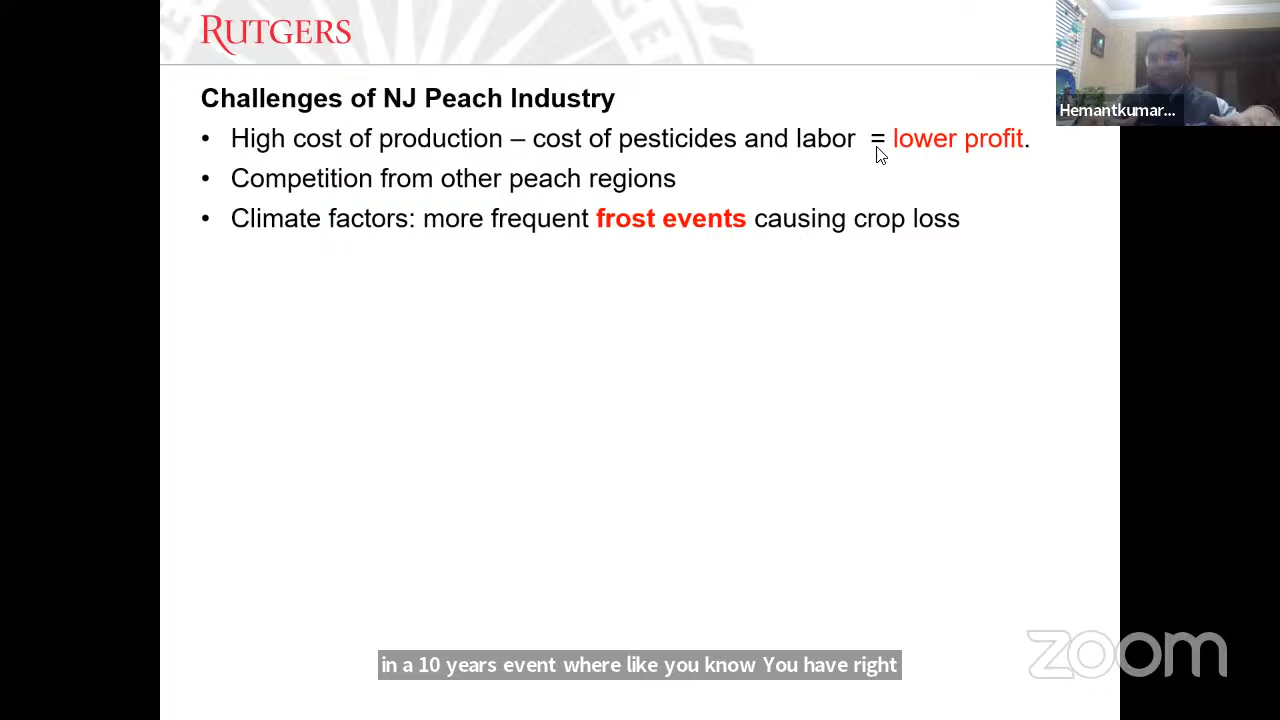 RUTGERS
Hemantkumar...
Challenges of NJ Peach Industry
• High cost of production – cost of pesticides and labor = lower profit.
• Competition from other peach regions
• Climate factors: more frequent frost events causing crop loss
in a 10 years event where like you know You have right
zoom